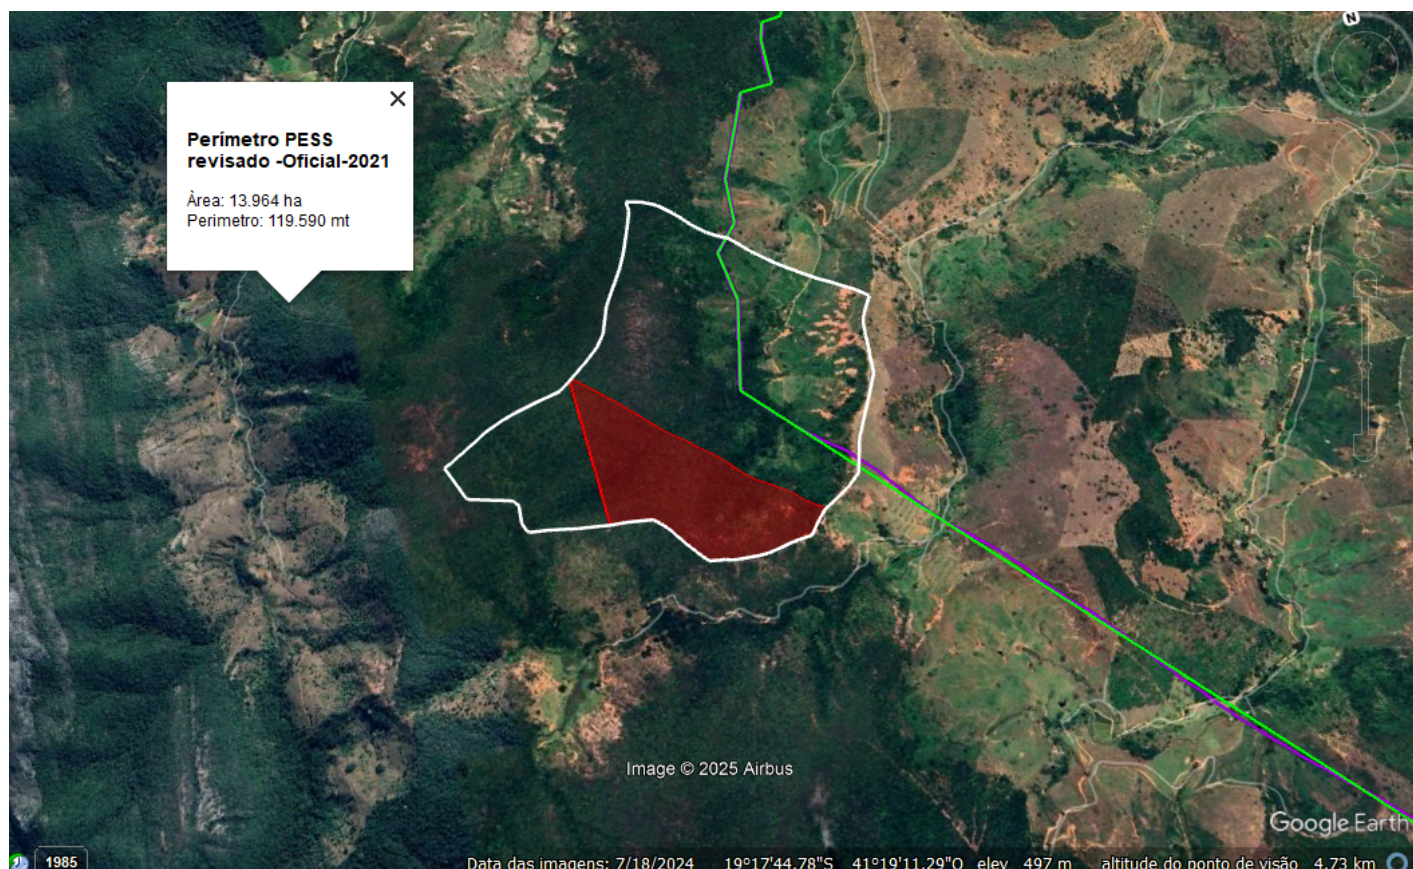 N
Perímetro PESS
revisado -Oficial-2021
Àrea: 13.964 ha
Perimetro: 119.590 mt
Image © 2025 Airbus
Google Earth
1985
Data das imagens: 7/18/2024 19°17'44.78"S 41°19'11.29"O elev 497 m altitude do ponto de visão 4.73 km